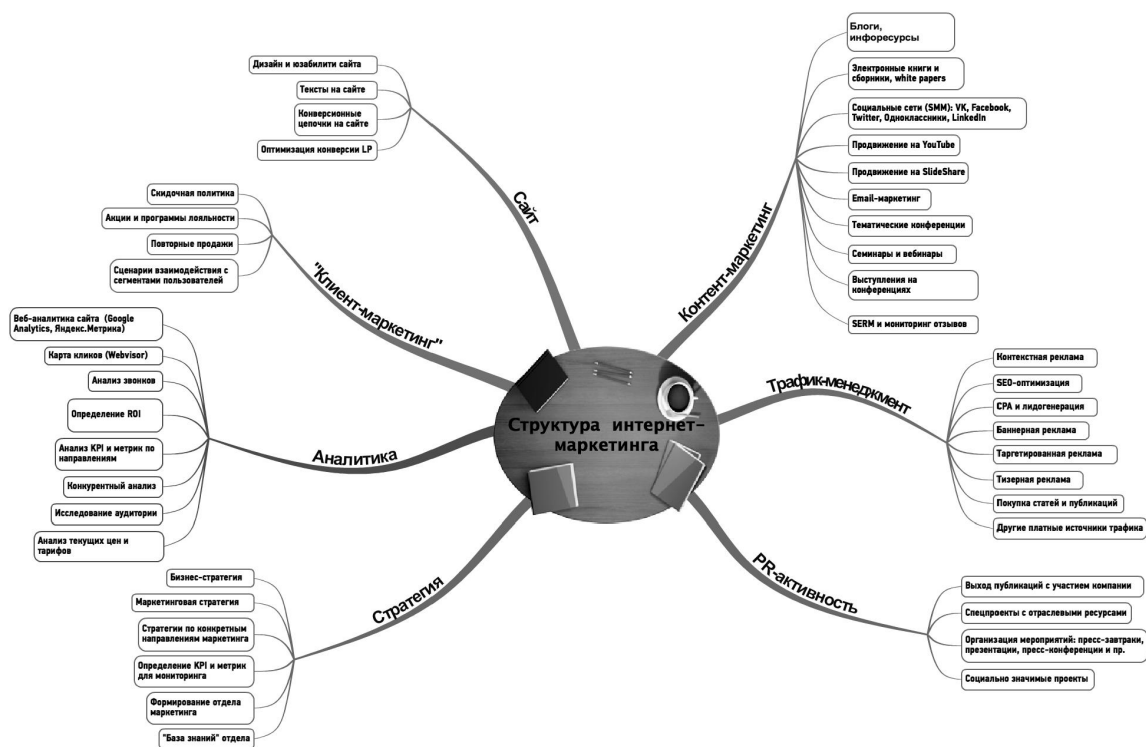 Структура интернет-
маркетинга
Сайт
Дизайн и юзабилити сайта
Тексты на сайте
Конверсионные
цепочки на сайте
Оптимизация конверсии LP
"Клиент-маркетинг"
Скидочная политика
Акции и программы лояльности
Повторные продажи
Сценарии взаимодействия с
сегментами пользователей
Аналитика
Веб-аналитика сайта (Google
Analytics, Яндекс.Метрика)
Карта кликов (Webvisor)
Анализ звонков
Определение ROI
Анализ KPI и метрик по
направлениям
Конкурентный анализ
Исследование аудитории
Анализ текущих цен и
тарифов
Стратегия
Бизнес-стратегия
Маркетинговая стратегия
Стратегии по конкретным
направлениям маркетинга
Определение KPI и метрик
для мониторинга
Формирование отдела
маркетинга
"База знаний" отдела
Контент-маркетинг
Блоги,
инфоресурсы
Электронные книги и
сборники, white papers
Социальные сети (SMM): VK, Facebook,
Twitter, Одноклассники, LinkedIn
Продвижение на YouTube
Продвижение на SlideShare
Email-маркетинг
Тематические конференции
Семинары и вебинары
Выступления на
конференциях
SERM и мониторинг отзывов
Трафик-менеджмент
Контекстная реклама
SEO-оптимизация
CPA и лидогенерация
Баннерная реклама
Таргетированная реклама
Тизерная реклама
Покупка статей и публикаций
Другие платные источники трафика
PR-активность
Выход публикаций с участием компании
Спецпроекты с отраслевыми ресурсами
Организация мероприятий: пресс-завтраки,
презентации, пресс-конференции и пр.
Социально значимые проекты